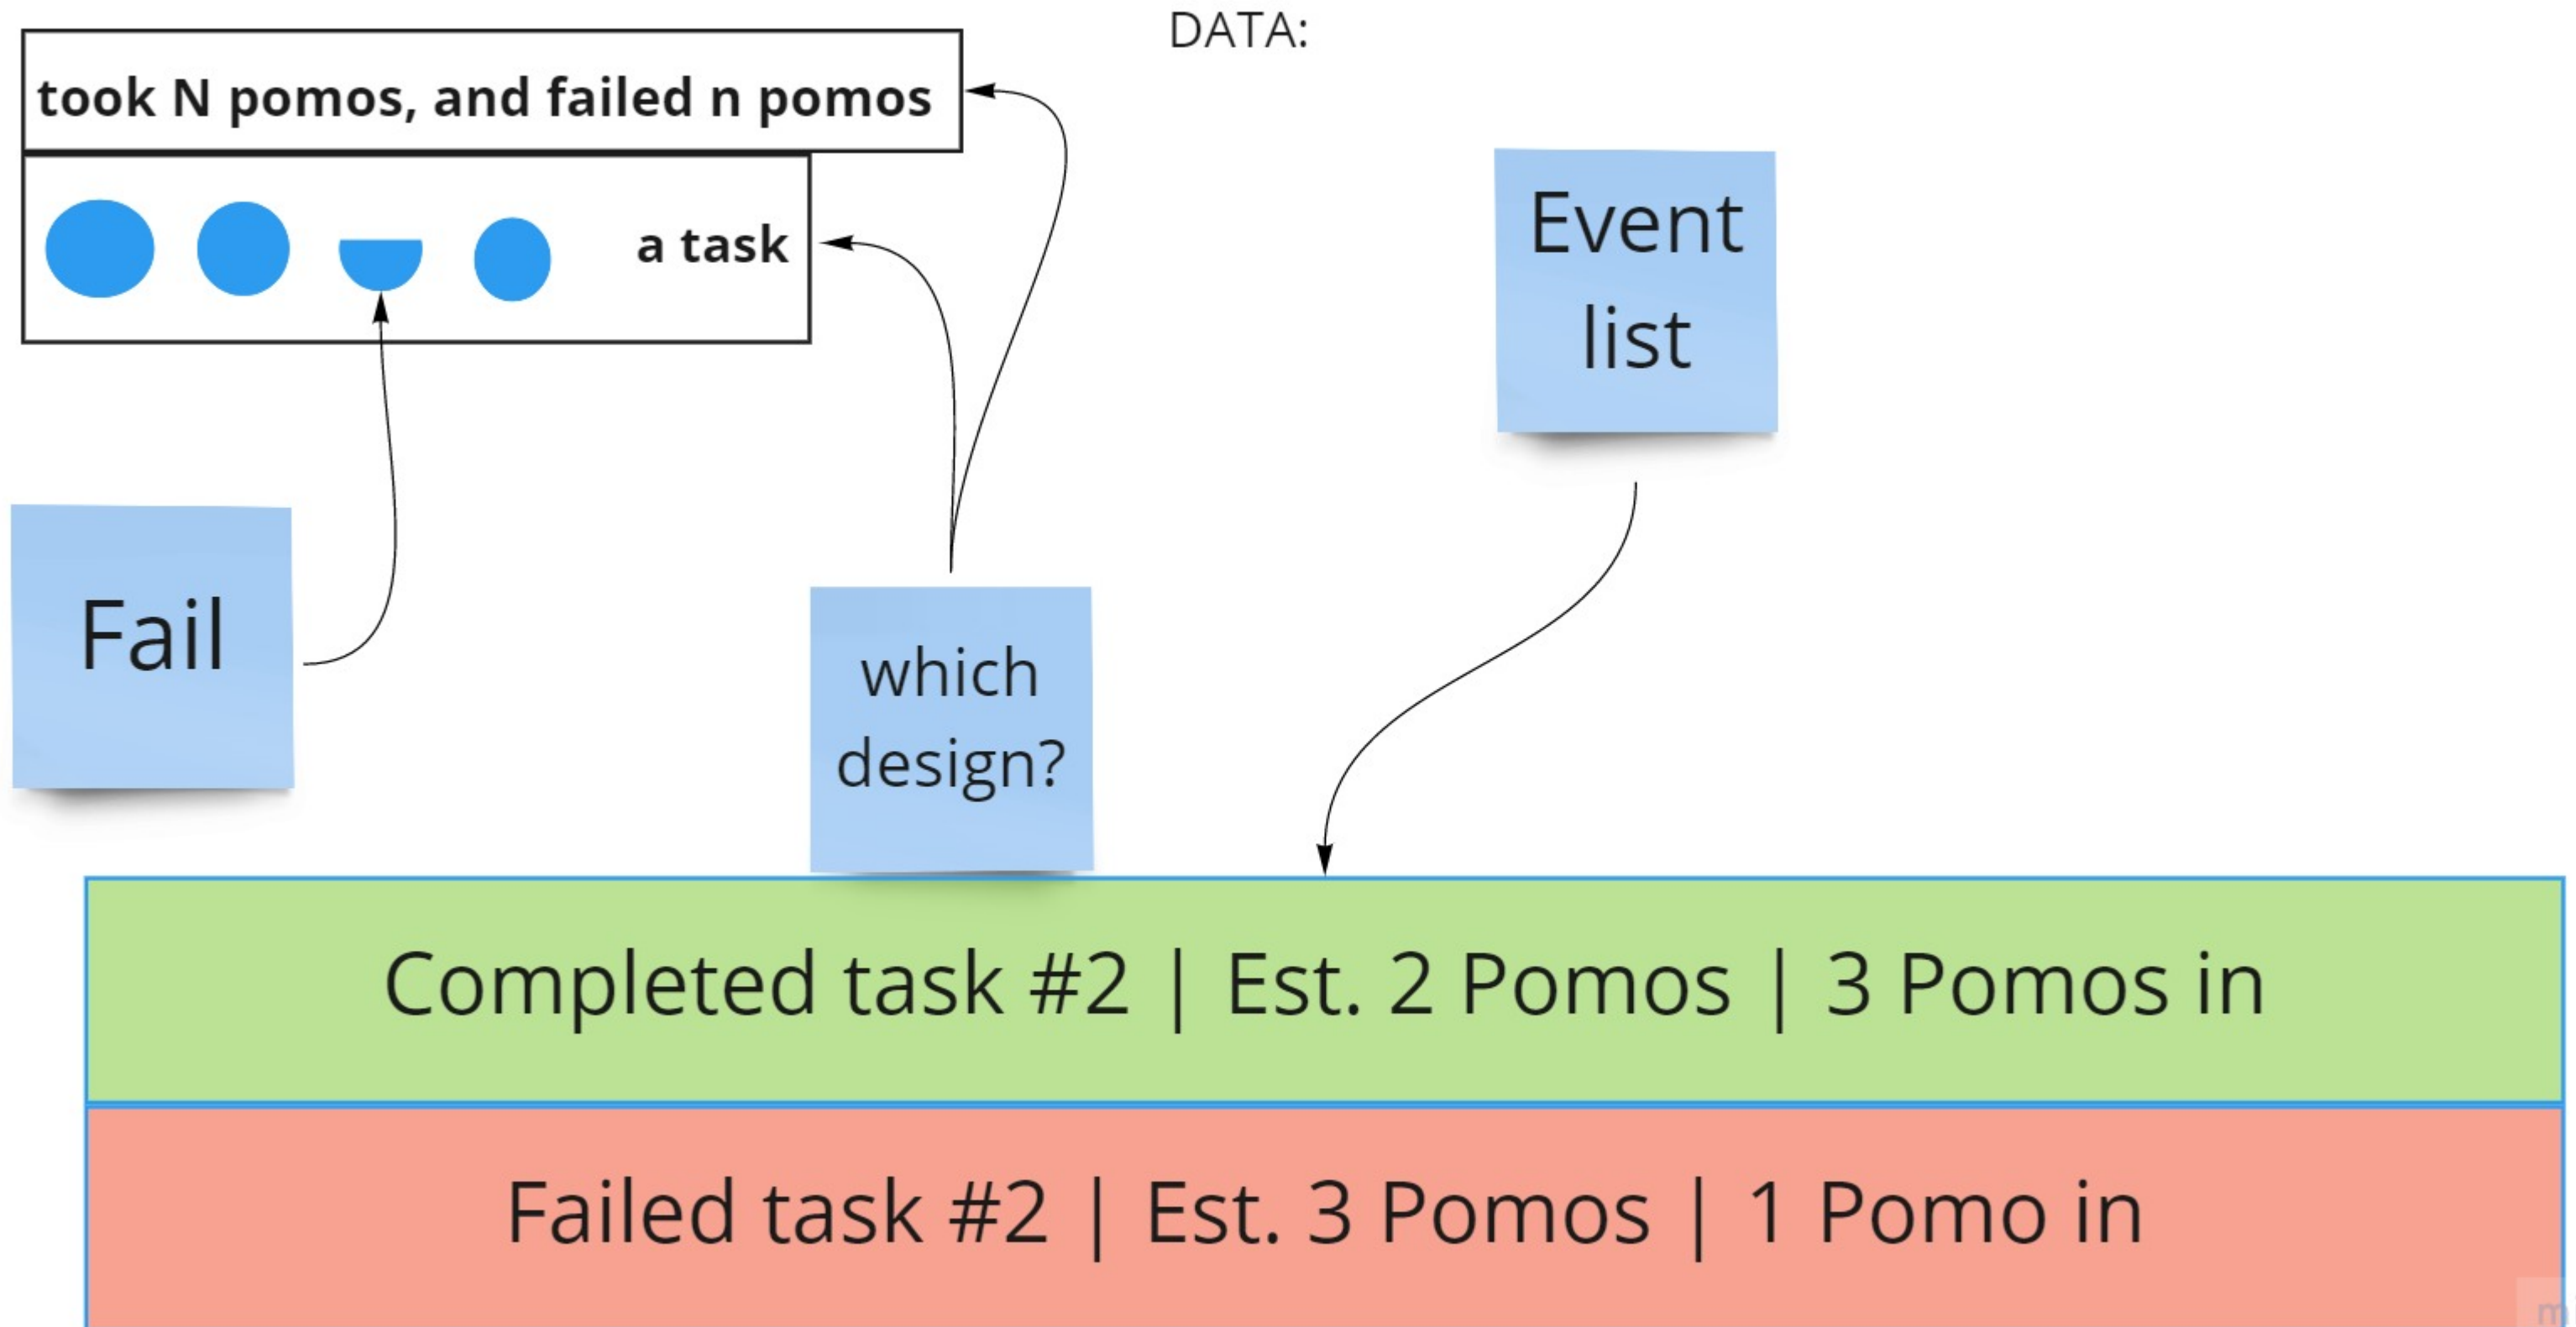 DATA:
took N pomos, and failed n pomos
a task
Event
list
Fail
which
design?
Completed task #2 | Est. 2 Pomos | 3 Pomos in
Failed task #2 | Est. 3 Pomos | 1 Pomo in